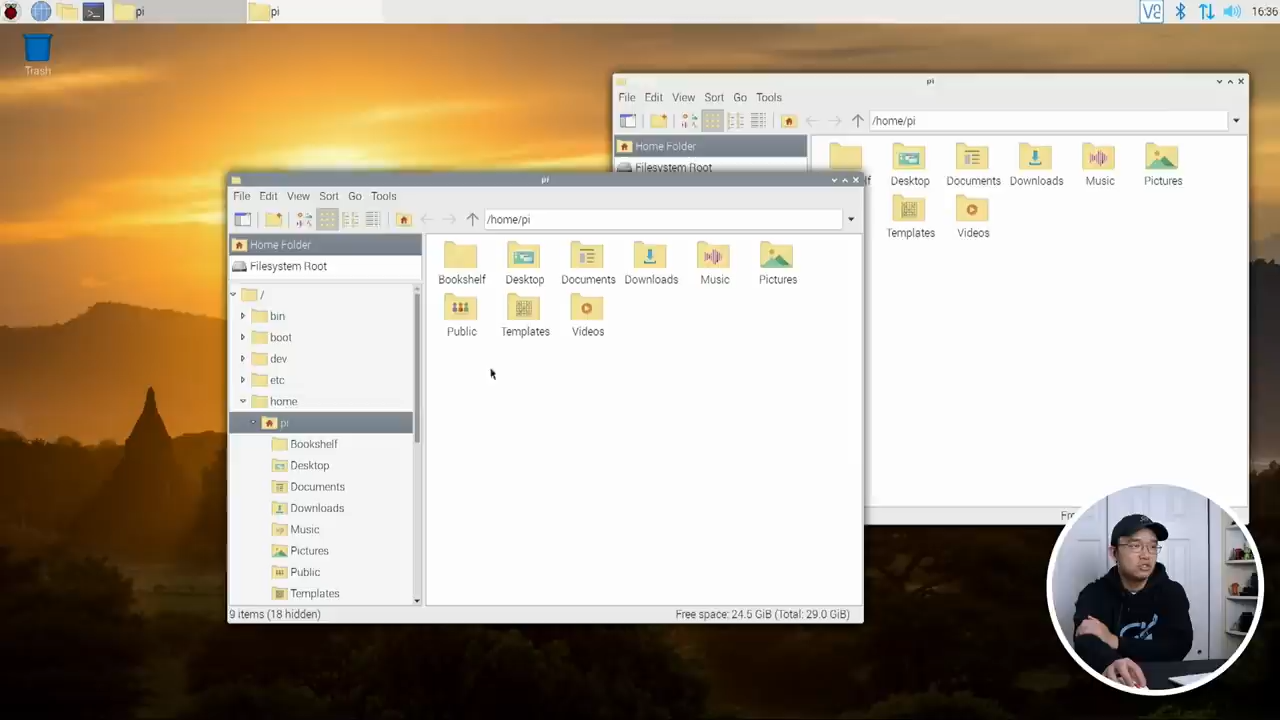 pi
pi
V2
16:36
Trash
pi
File Edit View Sort Go Tools
/home/pi
Home Folder
Filesystem Root
Desktop Documents Downloads Music Pictures
Templates Videos
pi
File Edit View Sort Go Tools
/home/pi
Home Folder
Filesystem Root
/
bin
boot
dev
etc
home
pi
Bookshelf
Desktop
Documents
Downloads
Music
Pictures
Public
Templates
Bookshelf Desktop Documents Downloads Music Pictures
Public Templates Videos
9 items (18 hidden)
Free space: 24.5 GiB (Total: 29.0 GiB)